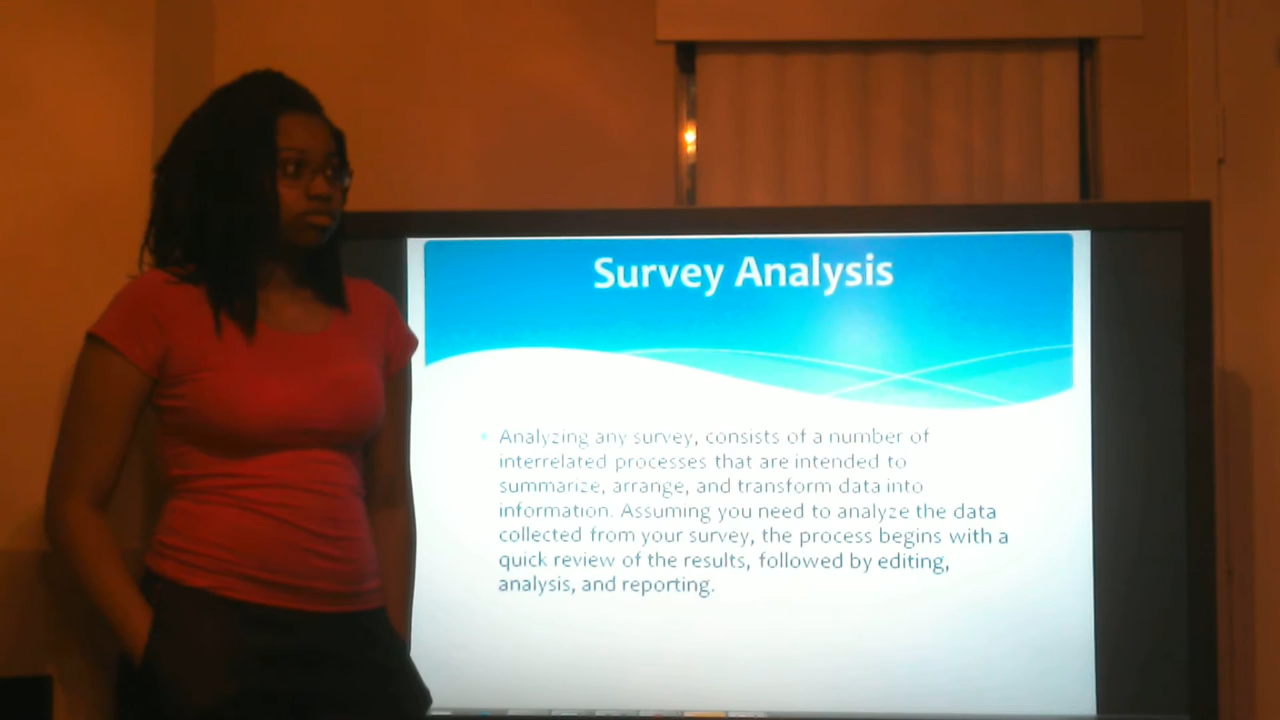 Survey Analysis
Analyzing any survey, consists of a number of
interrelated processes that are intended to
summarize, arrange, and transform data into
information. Assuming you need to analyze the data
collected from your survey, the process begins with a
quick review of the results, followed by editing,
analysis, and reporting.